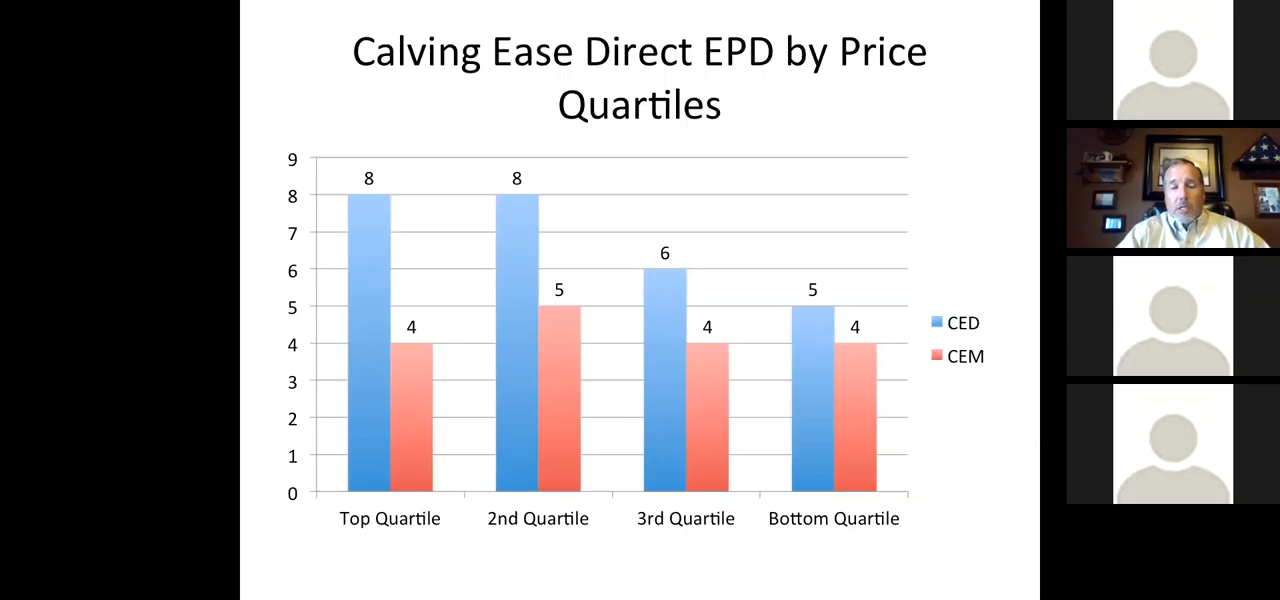 Calving Ease Direct EPD by Price
Quartiles
9
8
7
6
5
4
3
2
1
0
8
4
8
5
6
4
5
4
Top Quartile
2nd Quartile
3rd Quartile
Bottom Quartile
CED
CEM